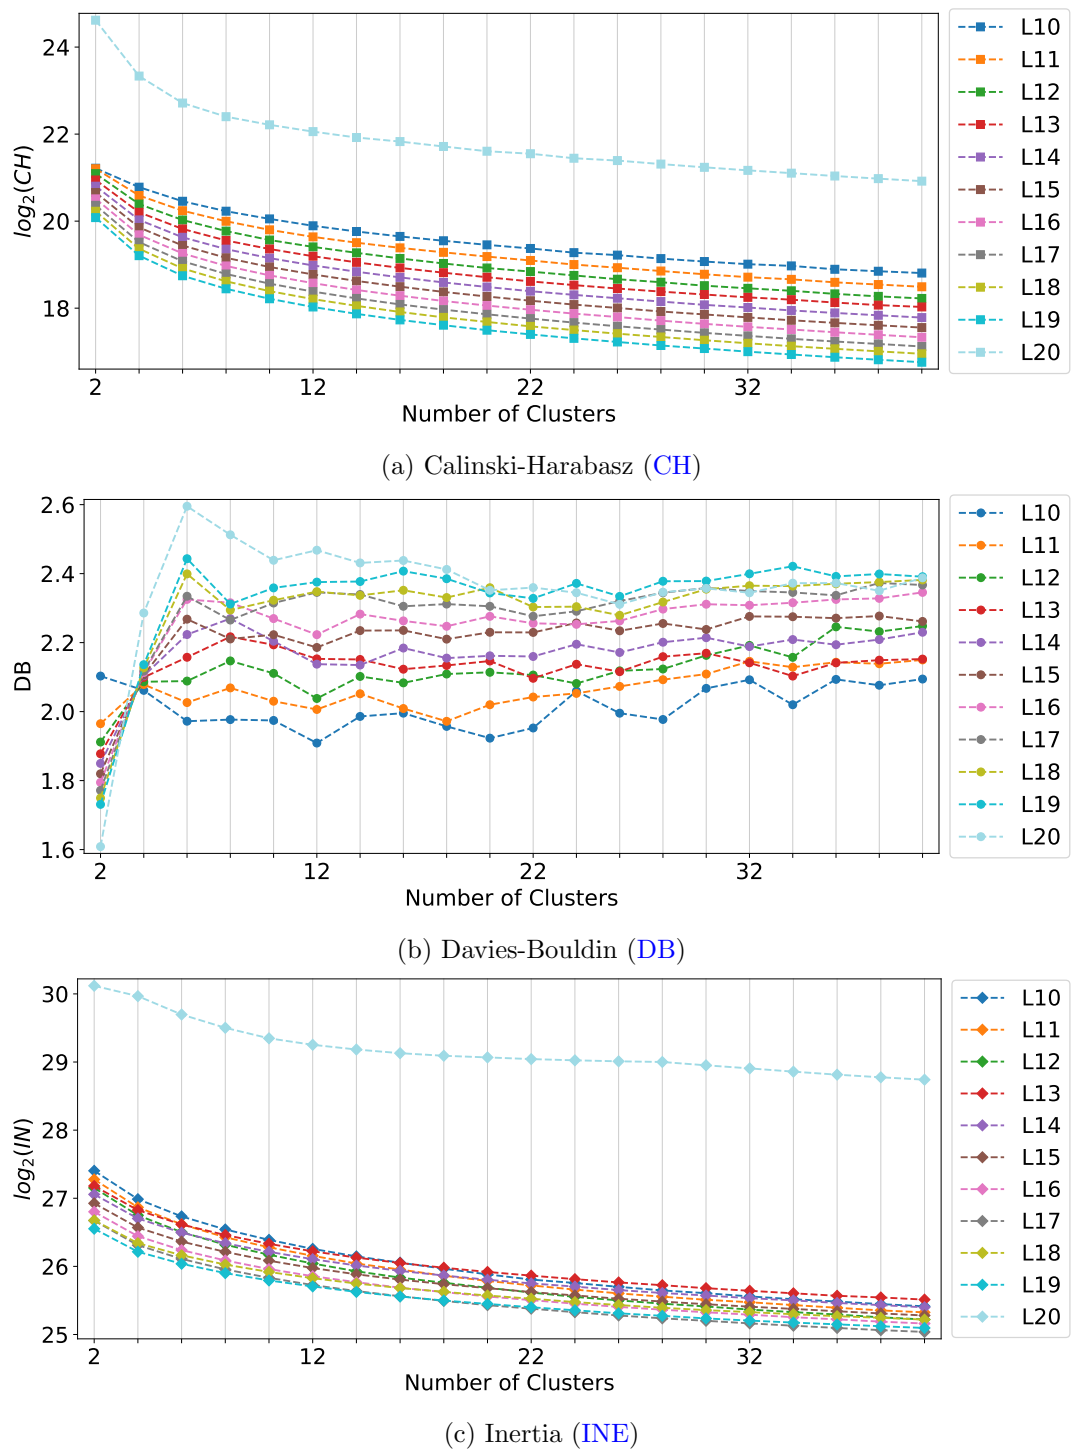 24
22
20
18
log₂(CH)
2
12
22
32
Number of Clusters
L10
L11
L12
L13
L14
L15
L16
L17
L18
L19
L20
(a) Calinski-Harabasz (CH)
2.6
2.4
2.2
2.0
1.8
1.6
DB
2
12
22
32
Number of Clusters
L10
L11
L12
L13
L14
L15
L16
L17
L18
L19
L20
(b) Davies-Bouldin (DB)
30
29
28
27
26
25
log₂(IN)
2
12
22
32
Number of Clusters
L10
L11
L12
L13
L14
L15
L16
L17
L18
L19
L20
(c) Inertia (INE)